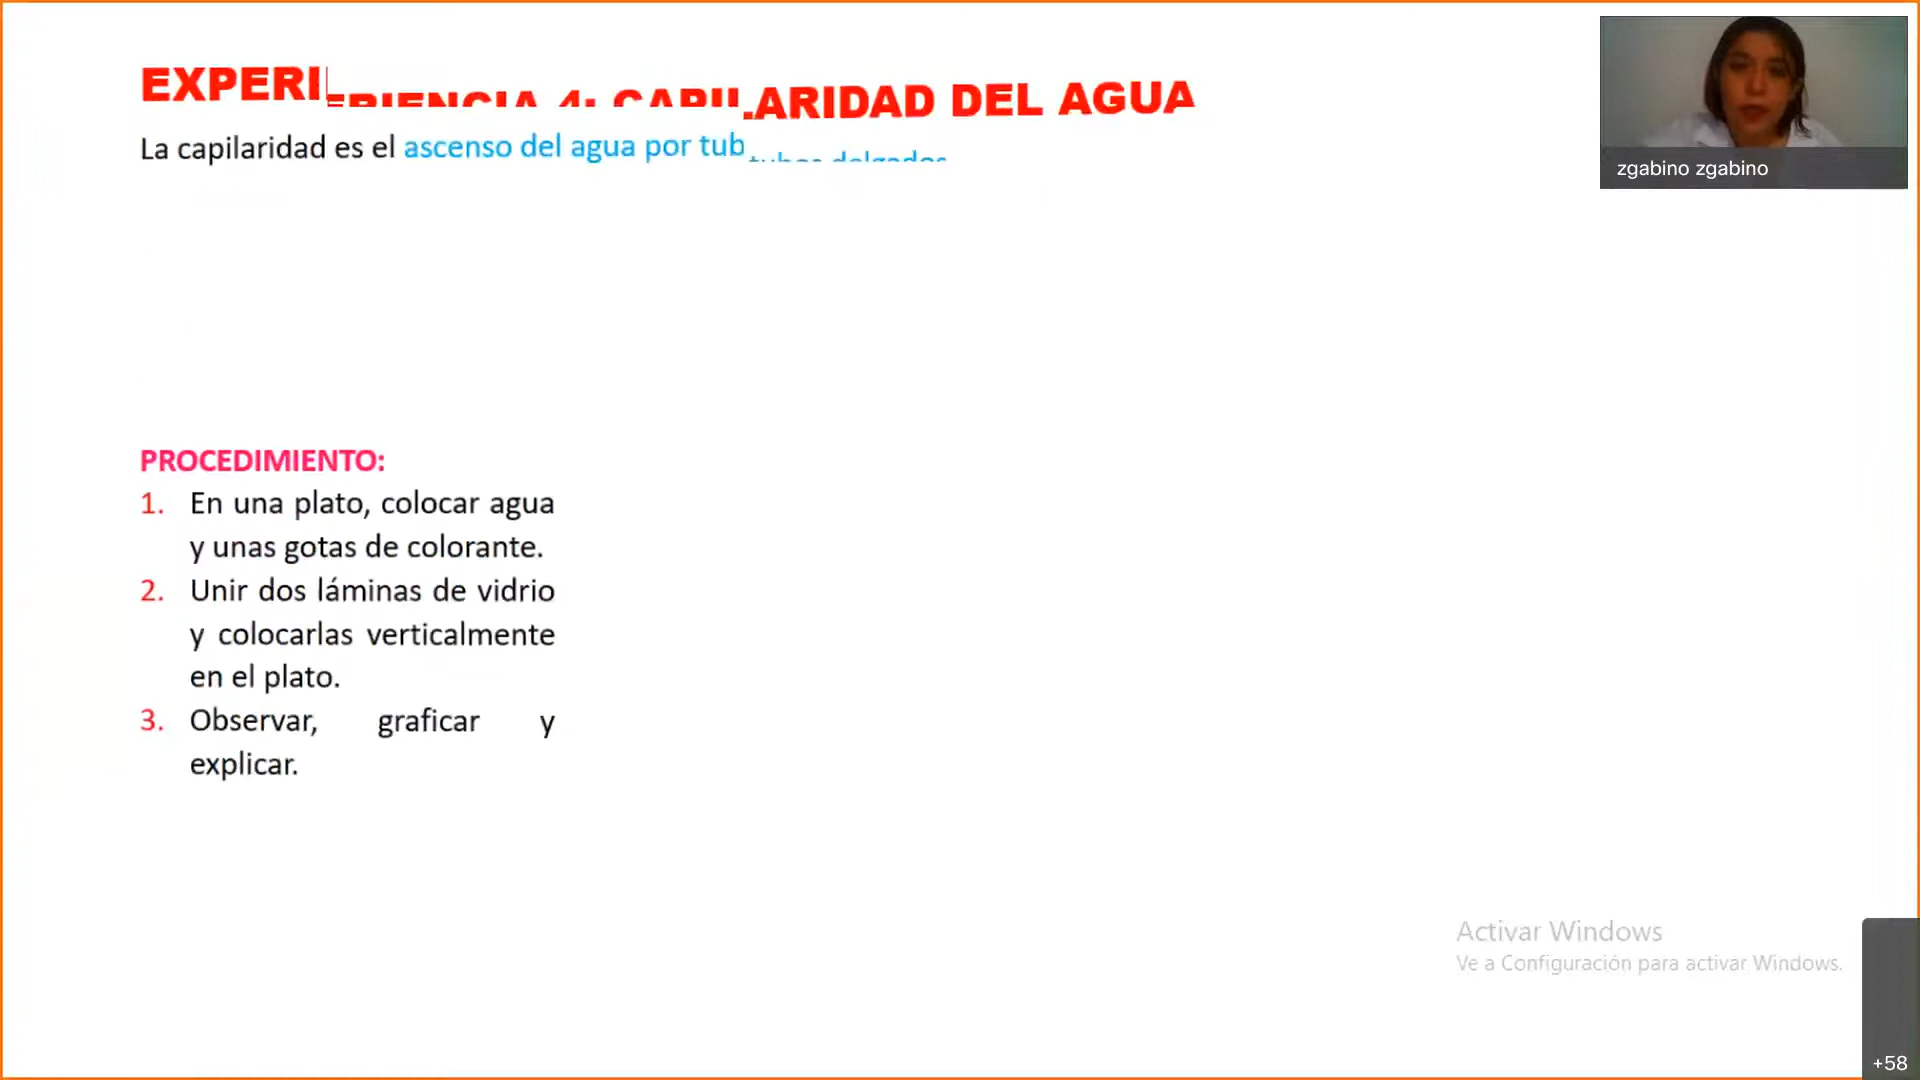 EXPERIENCIA 4: CAPILARIDAD DEL AGUA
La capilaridad es el ascenso del agua por tubos delgados
PROCEDIMIENTO:
1. En una plato, colocar agua
y unas gotas de colorante.
2. Unir dos láminas de vidrio
y colocarlas verticalmente
en el plato.
3. Observar, graficar y
explicar.
zgabino zgabino
Activar Windows
Ve a Configuración para activar Windows.
+58